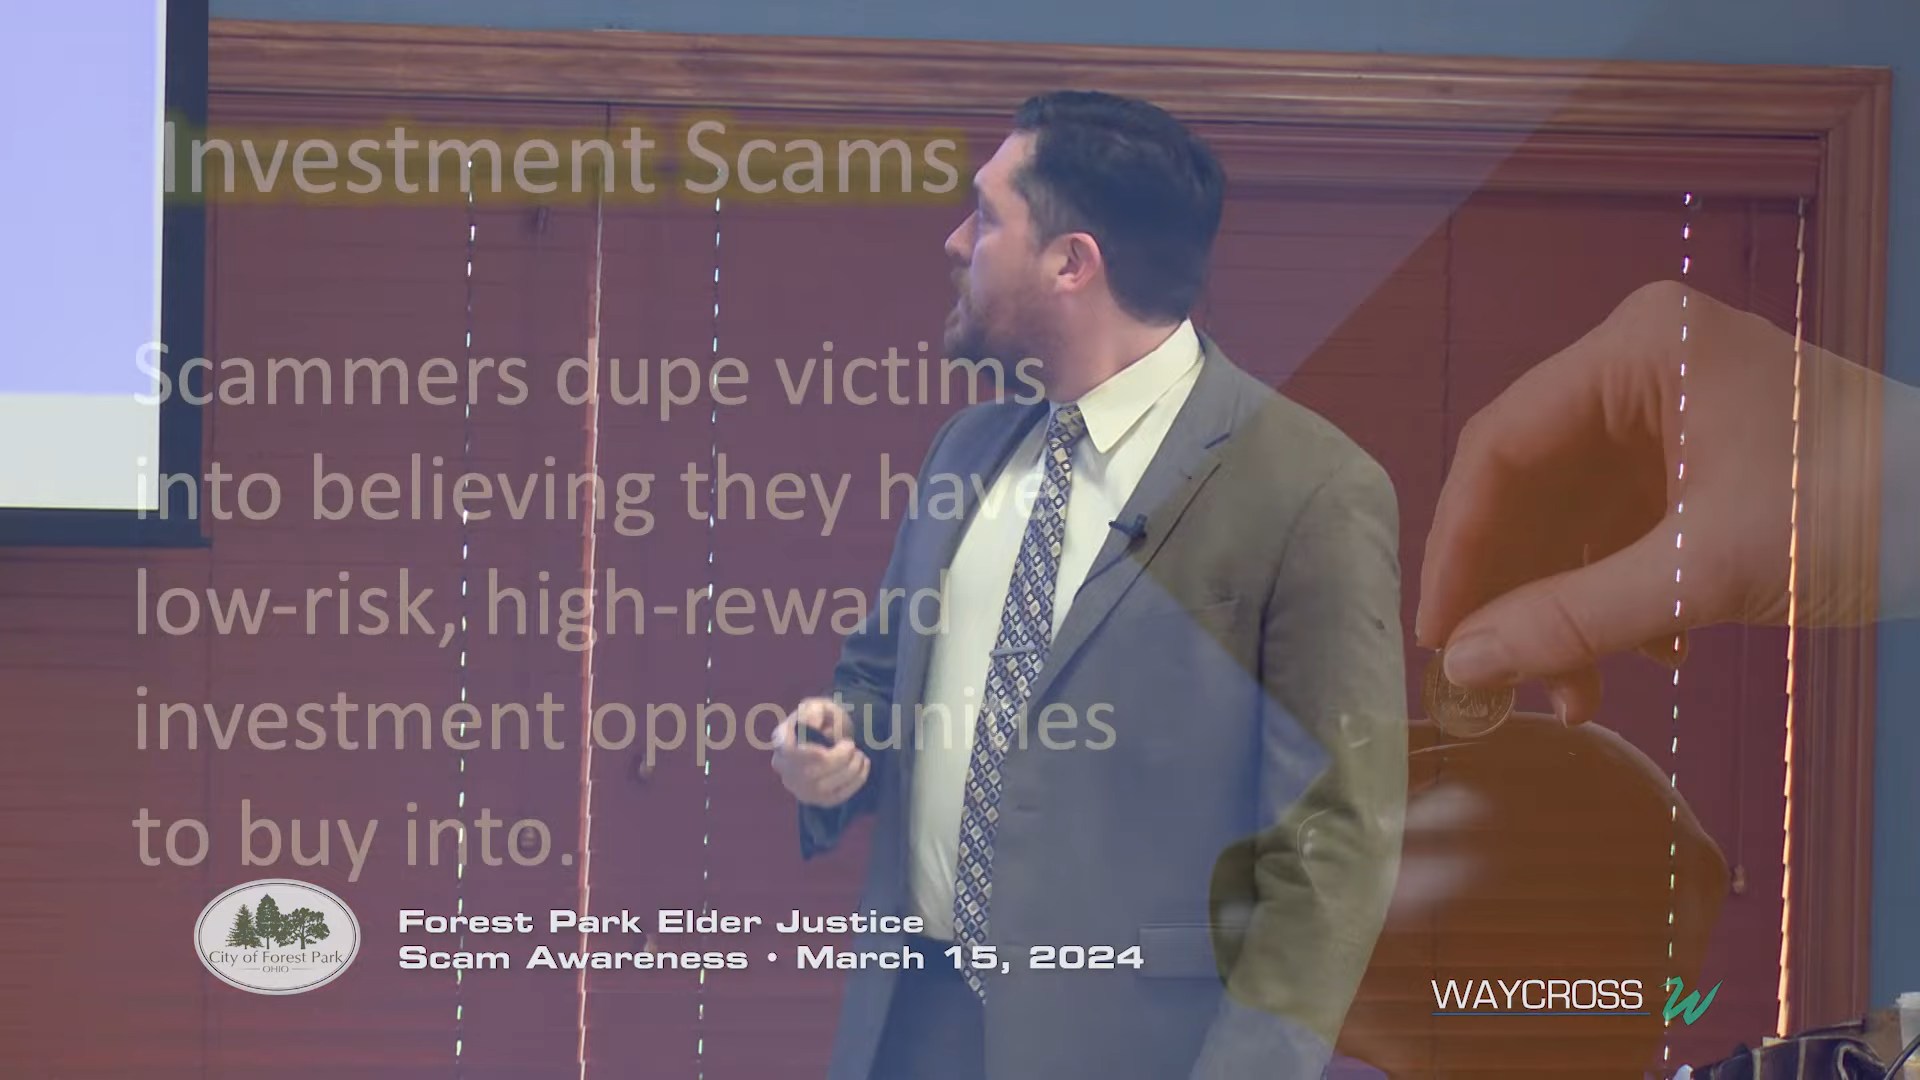 Investment Scams
Scammers dupe victims
into believing they have
low-risk, high-reward
investment opportunities
to buy into.
City of Forest Park
OHIO
Forest Park Elder Justice
Scam Awareness • March 15, 2024
WAYCROSS W